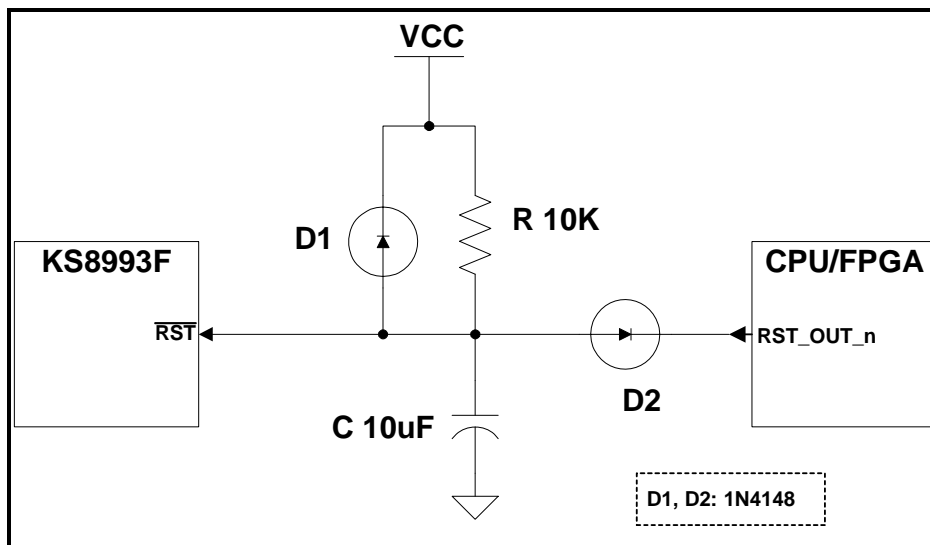 VCC
D1
R 10K
KS8993F
CPU/FPGA
RST
RST_OUT_n
D2
C 10uF
D1, D2: 1N4148